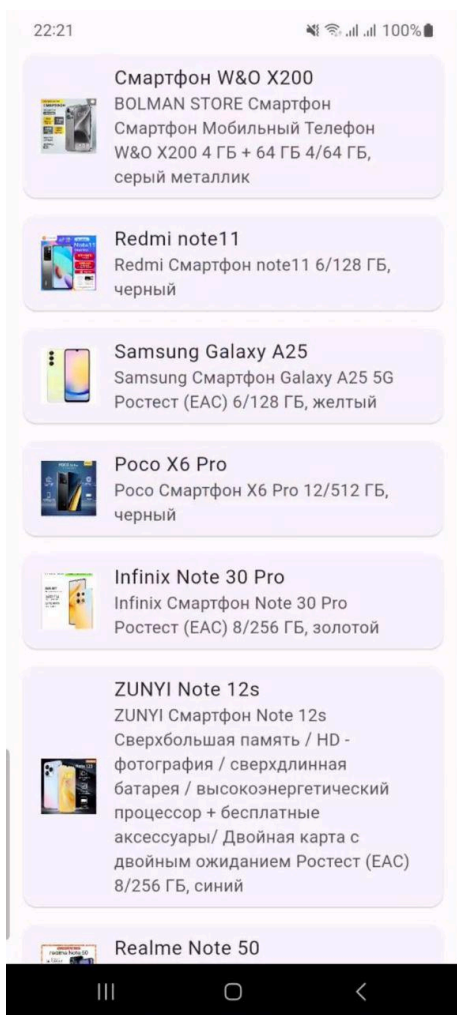 22:21
100%
Смартфон W&O X200
BOLMAN STORE Смартфон
Смартфон Мобильный Телефон
W&O X200 4 ГБ + 64 ГБ 4/64 ГБ,
серый металлик
Redmi note11
Redmi Смартфон note11 6/128 ГБ,
черный
Samsung Galaxy A25
Samsung Смартфон Galaxy A25 5G
Ростест (EAC) 6/128 ГБ, желтый
Poco X6 Pro
Poco Смартфон X6 Pro 12/512 ГБ,
черный
Infinix Note 30 Pro
Infinix Смартфон Note 30 Pro
Ростест (EAC) 8/256 ГБ, золотой
ZUNYI Note 12s
ZUNYI Смартфон Note 12s
Сверхбольшая память / HD -
фотография / сверхдлинная
батарея / высокоэнергетический
процессор + бесплатные
аксессуары/ Двойная карта с
двойным ожиданием Ростест (EAC)
8/256 ГБ, синий
realme Note 50
Realme Note 50